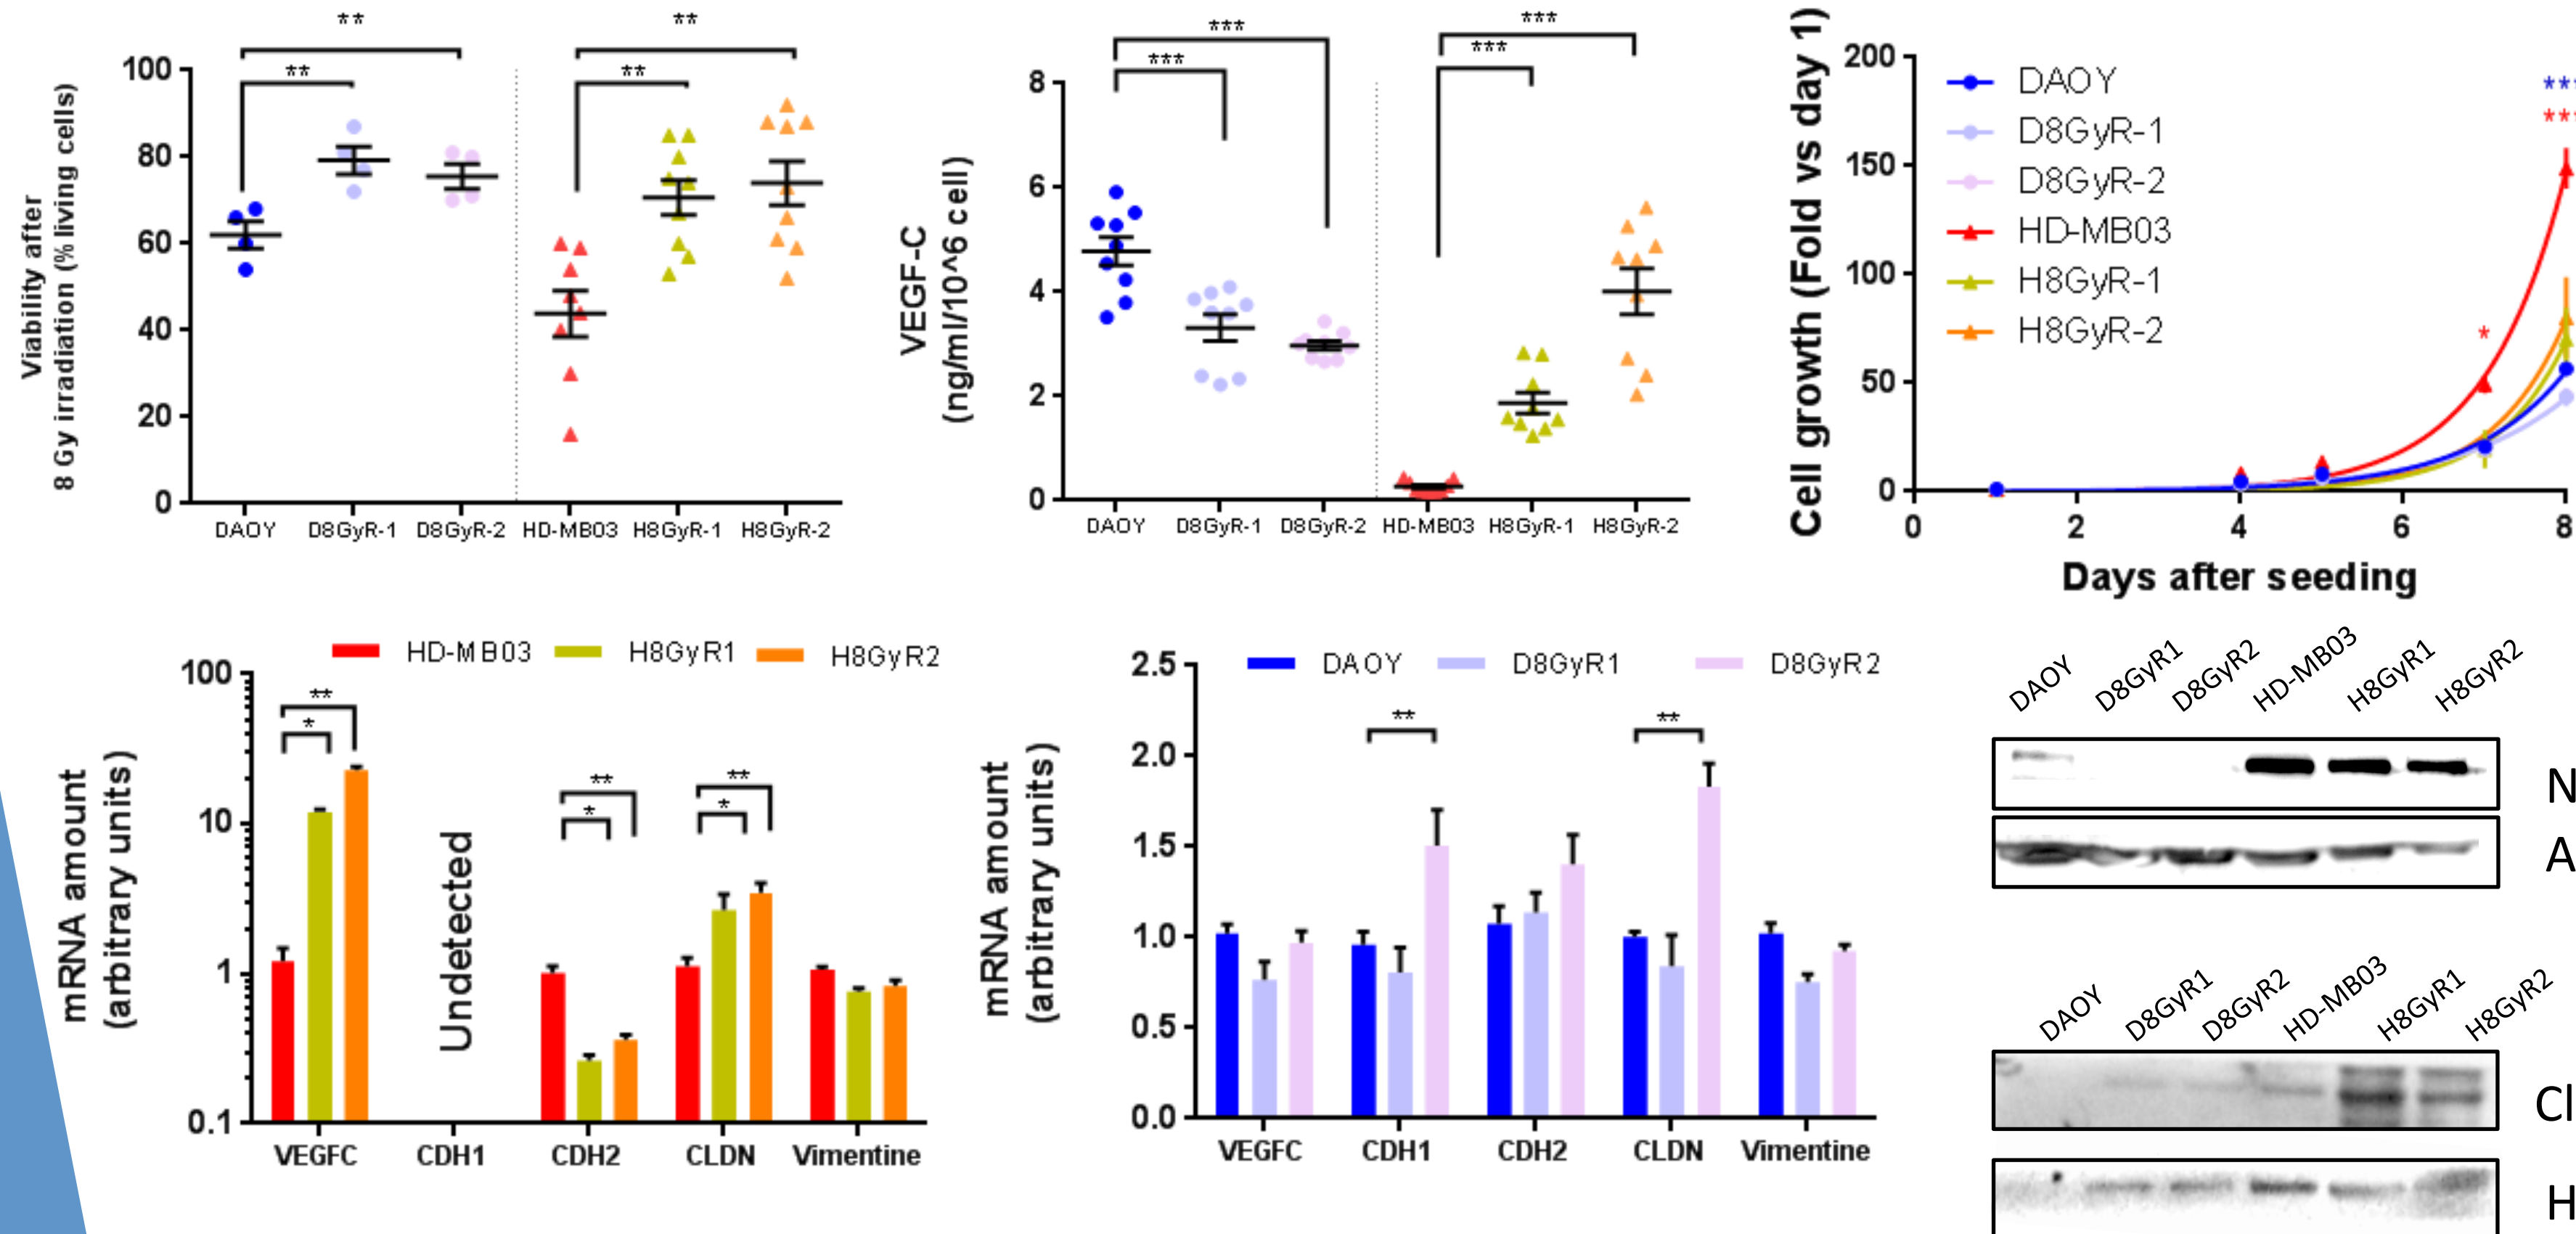 ** **
** **
Viability after
8 Gy irradiation (% living cells)
100
80
60
40
20
0
DAOY D8GyR-1 D8GyR-2 HD-MB03 H8GyR-1 H8GyR-2
*** ***
*** ***
VEGF-C
(ng/ml/10^6 cell)
8
6
4
2
0
DAOY D8GyR-1 D8GyR-2 HD-MB03 H8GyR-1 H8GyR-2
Cell growth (Fold vs day 1)
200
150
100
50
0
DAOY
D8GyR-1
D8GyR-2
HD-MB03
H8GyR-1
H8GyR-2
***
***
*
0 2 4 6 8
Days after seeding
HD-MB03 H8GyR1 H8GyR2
mRNA amount
(arbitrary units)
100
10
1
0.1
**
*
Undetected
**
*
**
*
VEGFC CDH1 CDH2 CLDN Vimentine
DAOY D8GyR1 D8GyR2
mRNA amount
(arbitrary units)
2.5
2.0
1.5
1.0
0.5
0.0
** **
VEGFC CDH1 CDH2 CLDN Vimentine
DAOY D8GyR1 D8GyR2 HD-MB03 H8GyR1 H8GyR2
N
A
DAOY D8GyR1 D8GyR2 HD-MB03 H8GyR1 H8GyR2
Cl
H